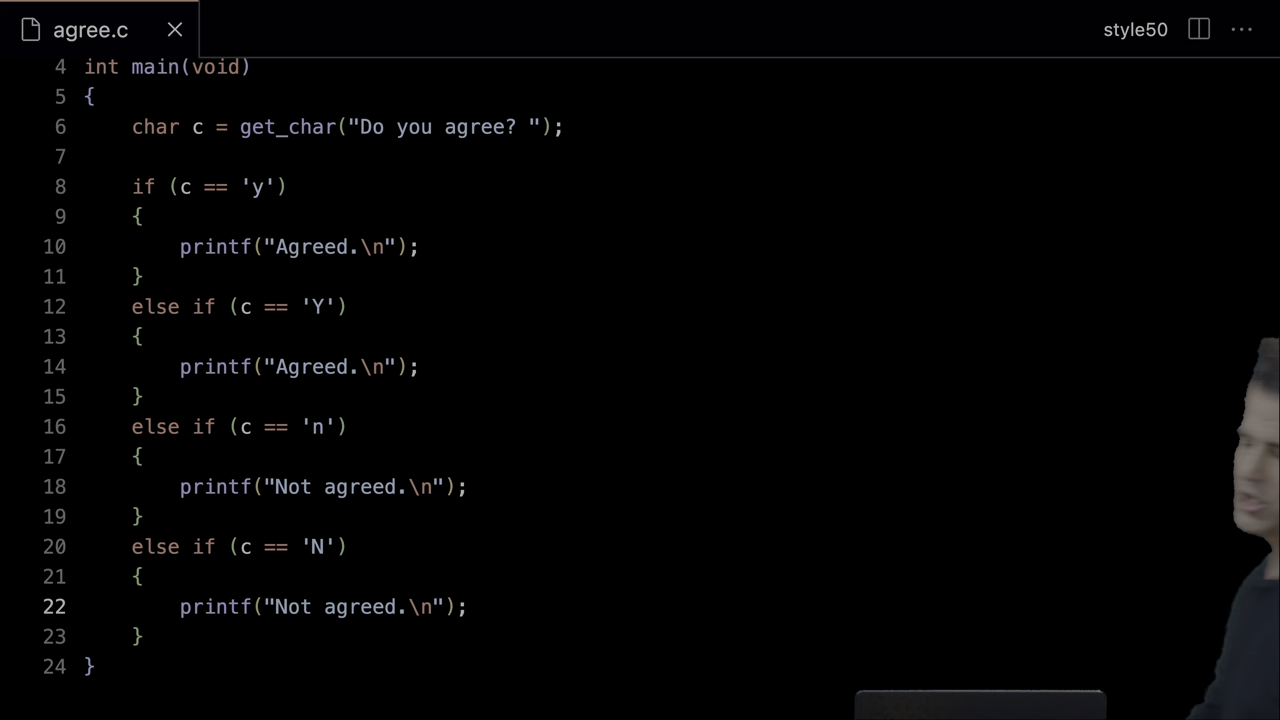 agree.c
style50
4 int main(void)
5 {
6     char c = get_char("Do you agree? ");
7
8     if (c == 'y')
9     {
10         printf("Agreed.\n");
11     }
12     else if (c == 'Y')
13     {
14         printf("Agreed.\n");
15     }
16     else if (c == 'n')
17     {
18         printf("Not agreed.\n");
19     }
20     else if (c == 'N')
21     {
22         printf("Not agreed.\n");
23     }
24 }